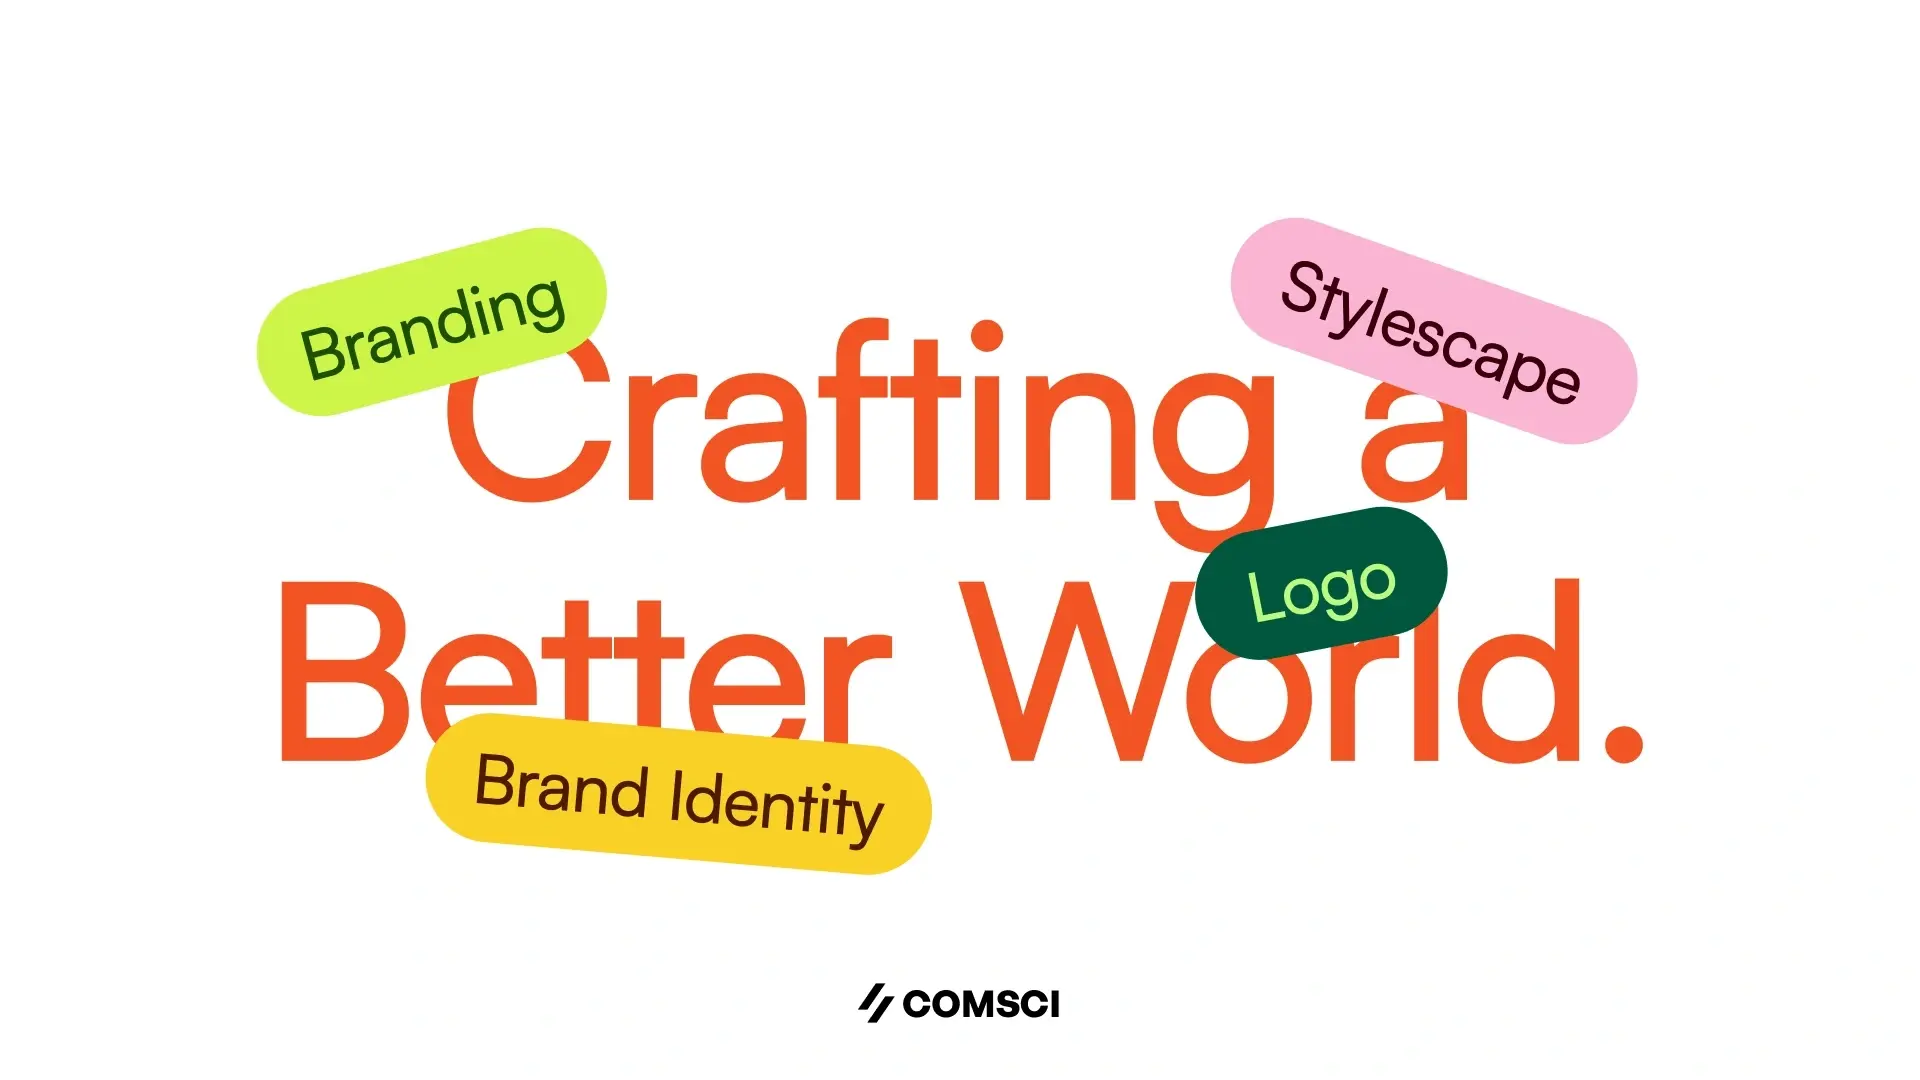 Branding
Stylescape
Crafting a
Logo
Better World.
Brand Identity
COMSCI